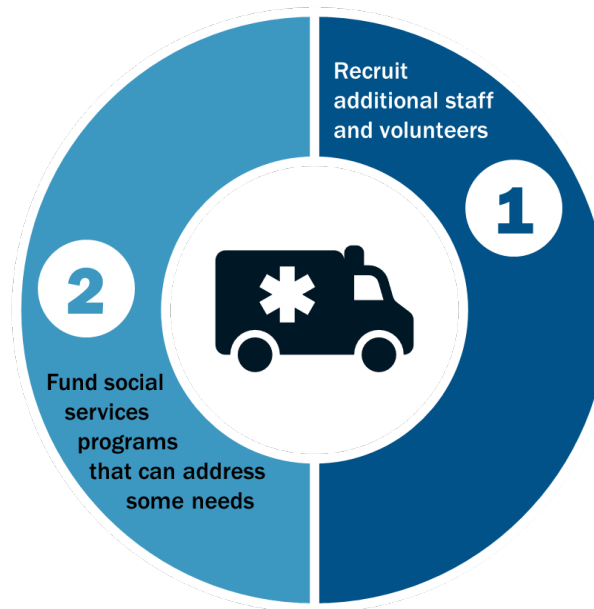 Recruit
additional staff
and volunteers
1
2
Fund social
services
programs
that can address
some needs